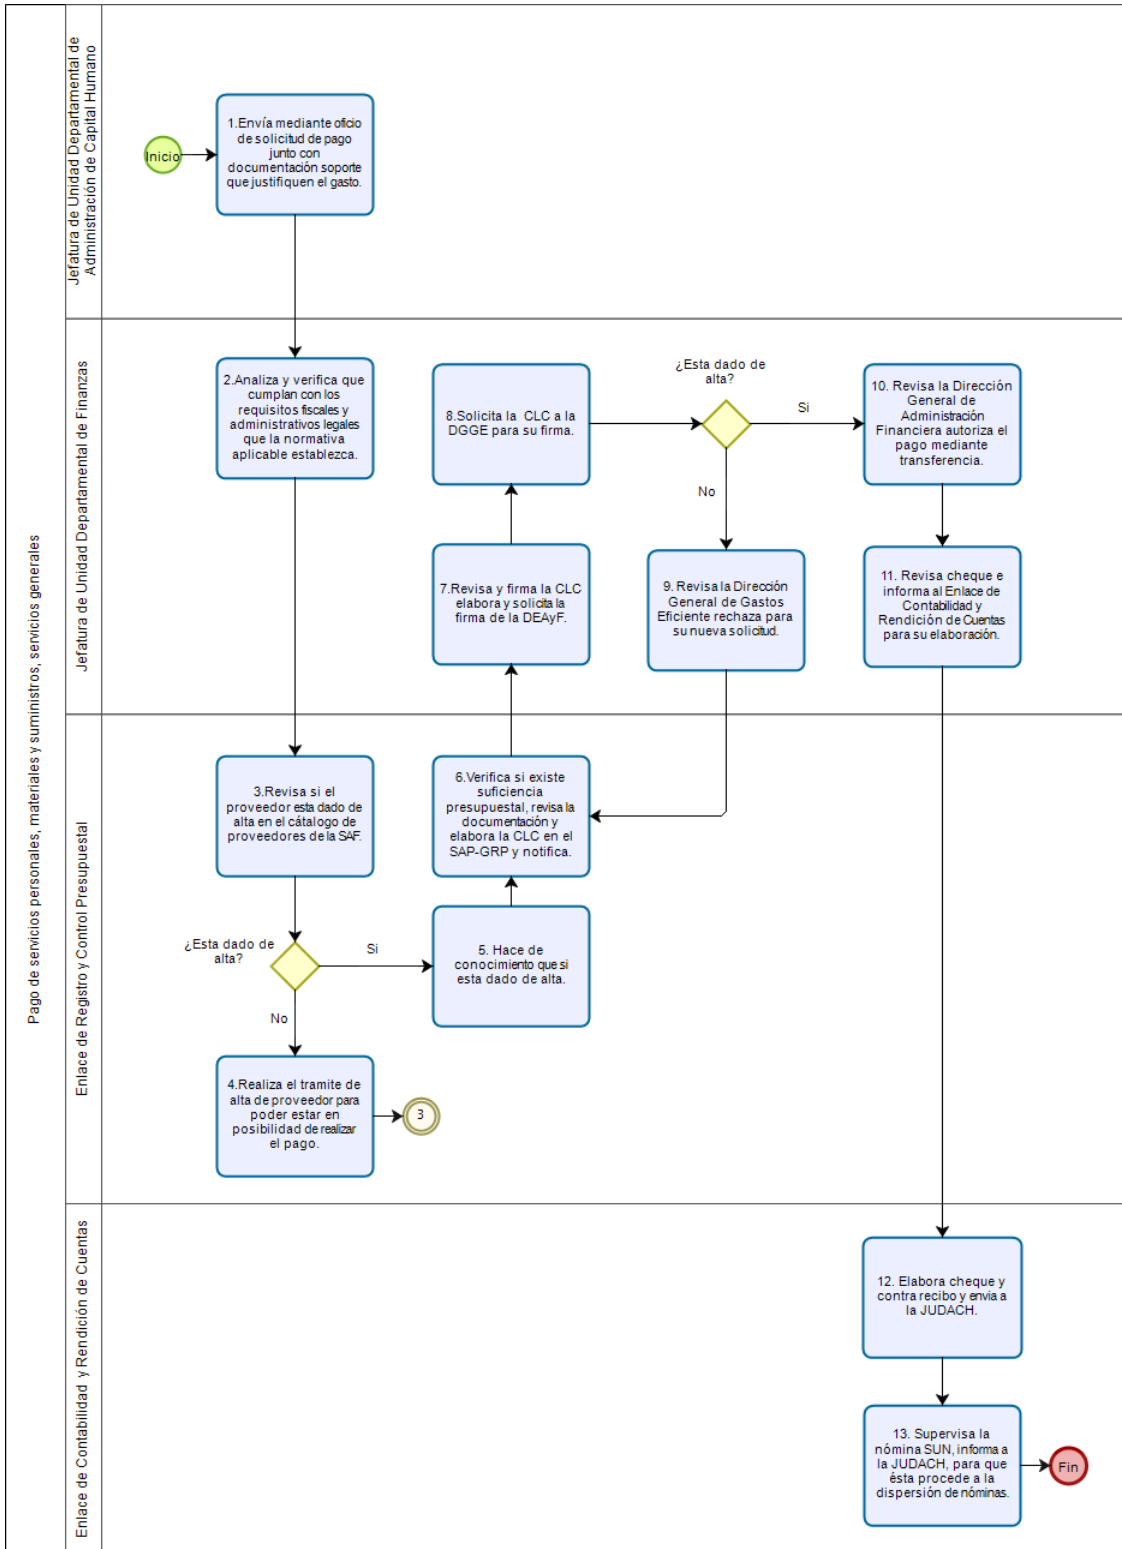 Pago de servicios personales, materiales y suministros, servicios generales
Jefatura de Unidad Departamental de
Administración de Capital Humano
Inicio
1.Envía mediante oficio
de solicitud de pago
junto con
documentación soporte
que justifiquen el gasto.
Jefatura de Unidad Departamental de Finanzas
2.Analiza y verifica que
cumplan con los
requisitos fiscales y
administrativos legales
que la normativa
aplicable establezca.
8.Solicita la CLC a la
DGGE para su firma.
¿Esta dado de
alta?
Si
No
10. Revisa la Dirección
General de
Administración
Financiera autoriza el
pago mediante
transferencia.
7.Revisa y firma la CLC
elabora y solicita la
firma de la DEAyF.
9. Revisa la Dirección
General de Gastos
Eficiente rechaza para
su nueva solicitud.
11. Revisa cheque e
informa al Enlace de
Contabilidad y
Rendición de Cuentas
para su elaboración.
Enlace de Registro y Control Presupuestal
3.Revisa si el
proveedor esta dado de
alta en el cátalogo de
proveedores de la SAF.
6.Verifica si existe
suficiencia
presupuestal, revisa la
documentación y
elabora la CLC en el
SAP-GRP y notifica.
¿Esta dado de
alta?
Si
No
5. Hace de
conocimiento que si
esta dado de alta.
4.Realiza el tramite de
alta de proveedor para
poder estar en
posibilidad de realizar
el pago.
3
Enlace de Contabilidad y Rendición de Cuentas
12. Elabora cheque y
contra recibo y envia a
la JUDACH.
13. Supervisa la
nómina SUN, informa a
la JUDACH, para que
ésta procede a la
dispersión de nóminas.
Fin